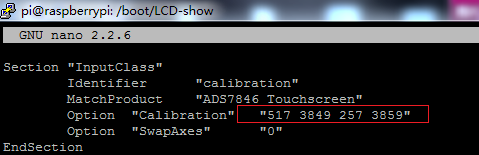 pi@raspberrypi: /boot/LCD-show
GNU nano 2.2.6
Section "InputClass"
Identifier "calibration"
MatchProduct "ADS7846 Touchscreen"
Option "Calibration" "517 3849 257 3859"
Option "SwapAxes" "0"
EndSection